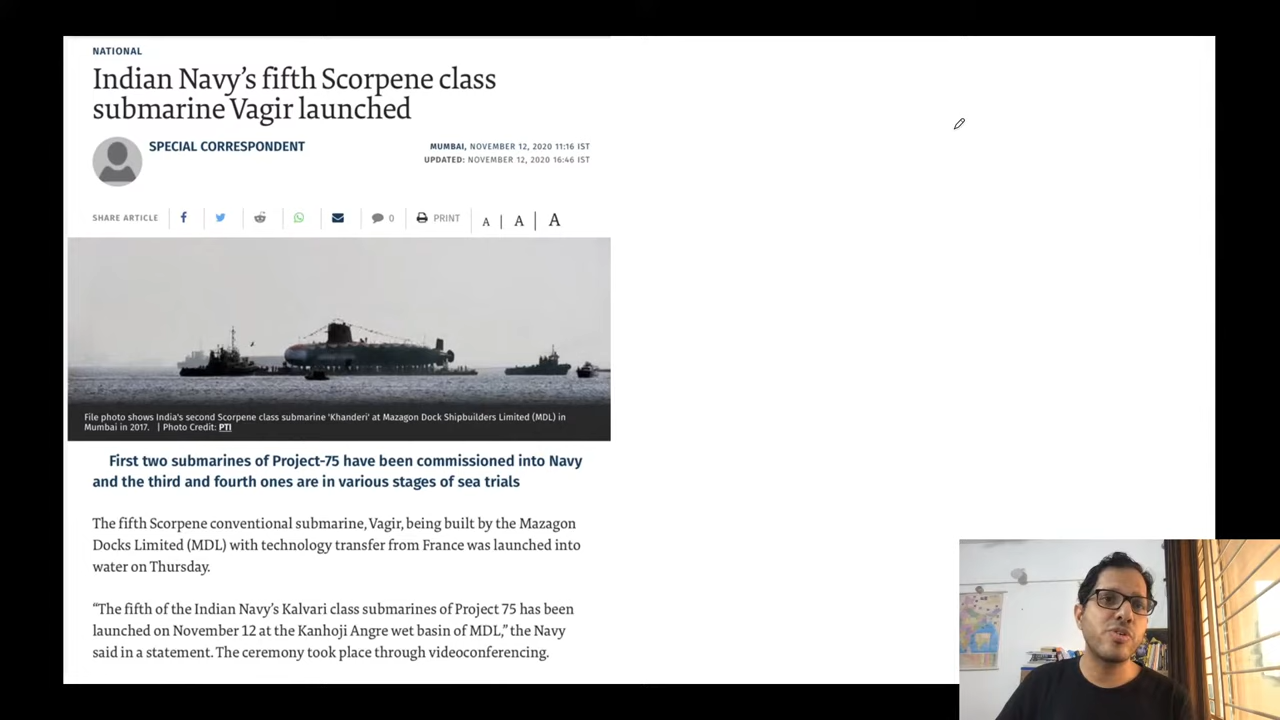 NATIONAL
Indian Navy’s fifth Scorpene class
submarine Vagir launched
SPECIAL CORRESPONDENT
MUMBAI, NOVEMBER 12, 2020 11:16 IST
UPDATED: NOVEMBER 12, 2020 16:46 IST
SHARE ARTICLE 0 PRINT A A A
File photo shows India's second Scorpene class submarine 'Khanderi' at Mazagon Dock Shipbuilders Limited (MDL) in
Mumbai in 2017. | Photo Credit: PTI
First two submarines of Project-75 have been commissioned into Navy
and the third and fourth ones are in various stages of sea trials
The fifth Scorpene conventional submarine, Vagir, being built by the Mazagon
Docks Limited (MDL) with technology transfer from France was launched into
water on Thursday.
“The fifth of the Indian Navy’s Kalvari class submarines of Project 75 has been
launched on November 12 at the Kanhoji Angre wet basin of MDL,” the Navy
said in a statement. The ceremony took place through videoconferencing.